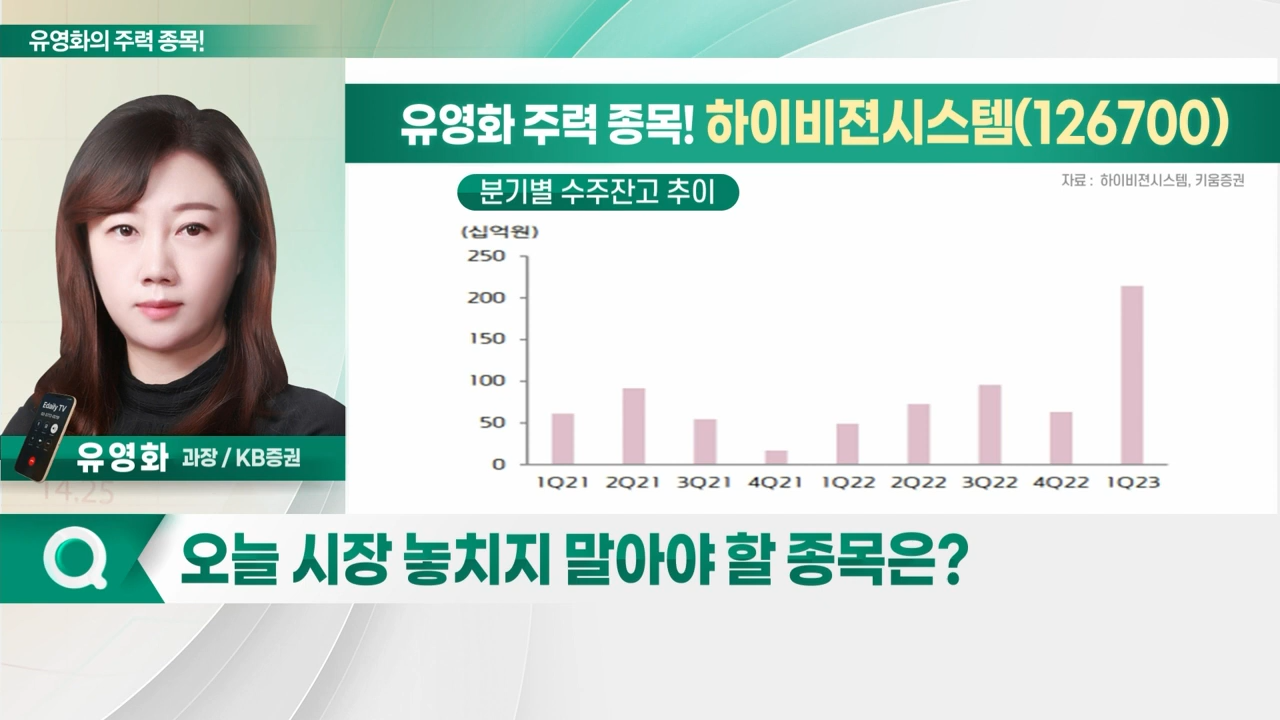 유영화의 주력 종목!
유영화 주력 종목! 하이비젼시스템(126700)
자료 : 하이비젼시스템, 키움증권
분기별 수주잔고 추이
(십억원)
250
200
150
100
50
0
1Q21 2Q21 3Q21 4Q21 1Q22 2Q22 3Q22 4Q22 1Q23
Edaily TV
유영화 과장 / KB증권
14.25
오늘 시장 놓치지 말아야 할 종목은?